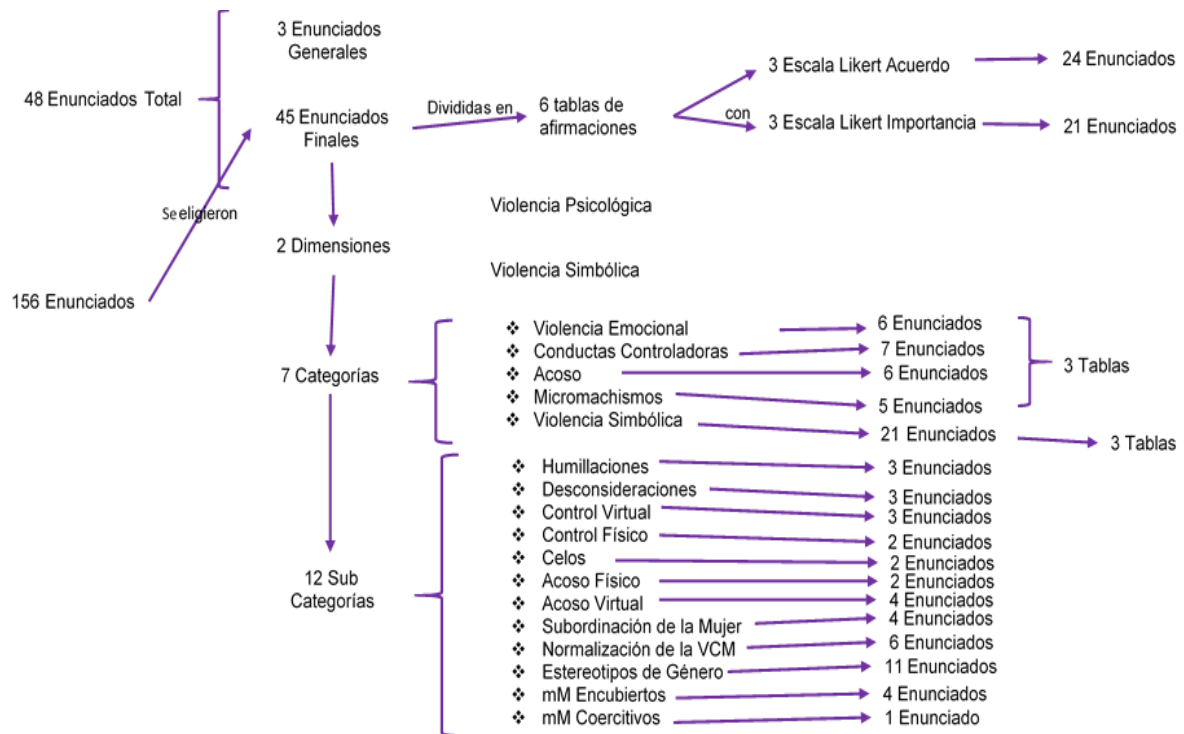 3 Enunciados
Generales
48 Enunciados Total
45 Enunciados
Finales
Divididas en
6 tablas de
afirmaciones
con
3 Escala Likert Acuerdo
24 Enunciados
3 Escala Likert Importancia
21 Enunciados
Se eligieron
156 Enunciados
2 Dimensiones
Violencia Psicológica
Violencia Simbólica
7 Categorías
❖ Violencia Emocional
6 Enunciados
❖ Conductas Controladoras
7 Enunciados
❖ Acoso
6 Enunciados
❖ Micromachismos
5 Enunciados
3 Tablas
❖ Violencia Simbólica
21 Enunciados
3 Tablas
12 Sub
Categorías
❖ Humillaciones
3 Enunciados
❖ Desconsideraciones
3 Enunciados
❖ Control Virtual
3 Enunciados
❖ Control Físico
2 Enunciados
❖ Celos
2 Enunciados
❖ Acoso Físico
2 Enunciados
❖ Acoso Virtual
4 Enunciados
❖ Subordinación de la Mujer
4 Enunciados
❖ Normalización de la VCM
6 Enunciados
❖ Estereotipos de Género
11 Enunciados
❖ mM Encubiertos
4 Enunciados
❖ mM Coercitivos
1 Enunciado